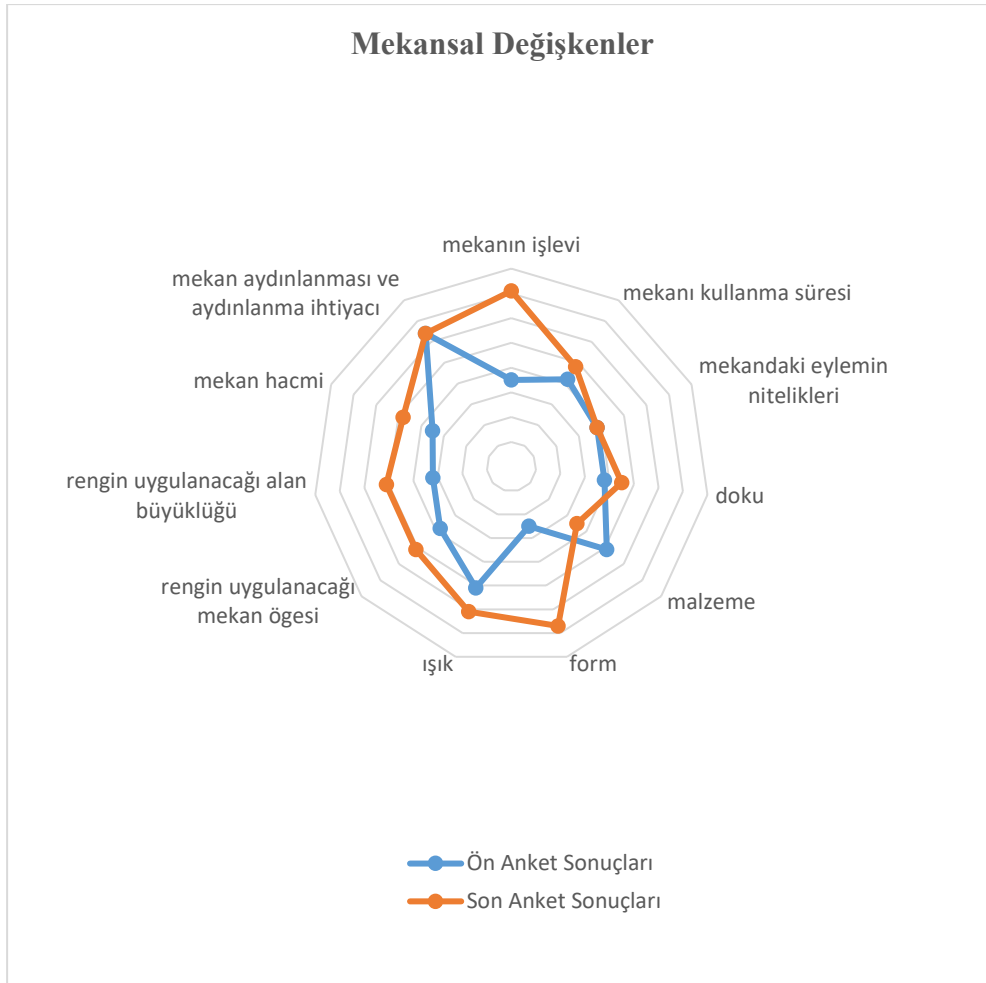 Mekansal Değişkenler
mekanın işlevi
mekanı kullanma süresi
mekandaki eylemin
nitelikleri
doku
malzeme
form
ışık
rengin uygulanacağı
mekan ögesi
rengin uygulanacağı alan
büyüklüğü
mekan hacmi
mekan aydınlanması ve
aydınlanma ihtiyacı
Ön Anket Sonuçları
Son Anket Sonuçları